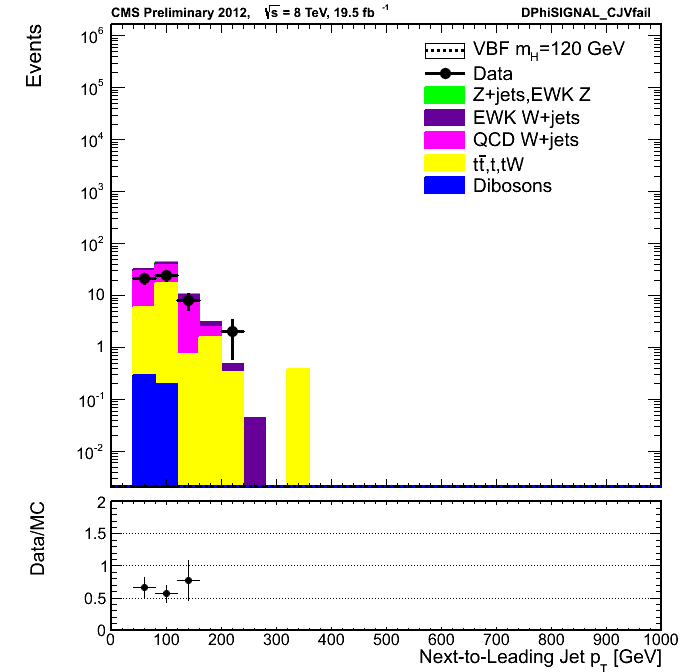 CMS Preliminary 2012, √s = 8 TeV, 19.5 fb⁻¹ DPhiSIGNAL_CJVfail
Events
10⁶
10⁵
10⁴
10³
10²
10
1
10⁻¹
10⁻²
VBF m_H=120 GeV
Data
Z+jets,EWK Z
EWK W+jets
QCD W+jets
tt̄,t,tW
Dibosons
Data/MC
2
1.5
1
0.5
0
0 100 200 300 400 500 600 700 800 900 1000
Next-to-Leading Jet p_T [GeV]